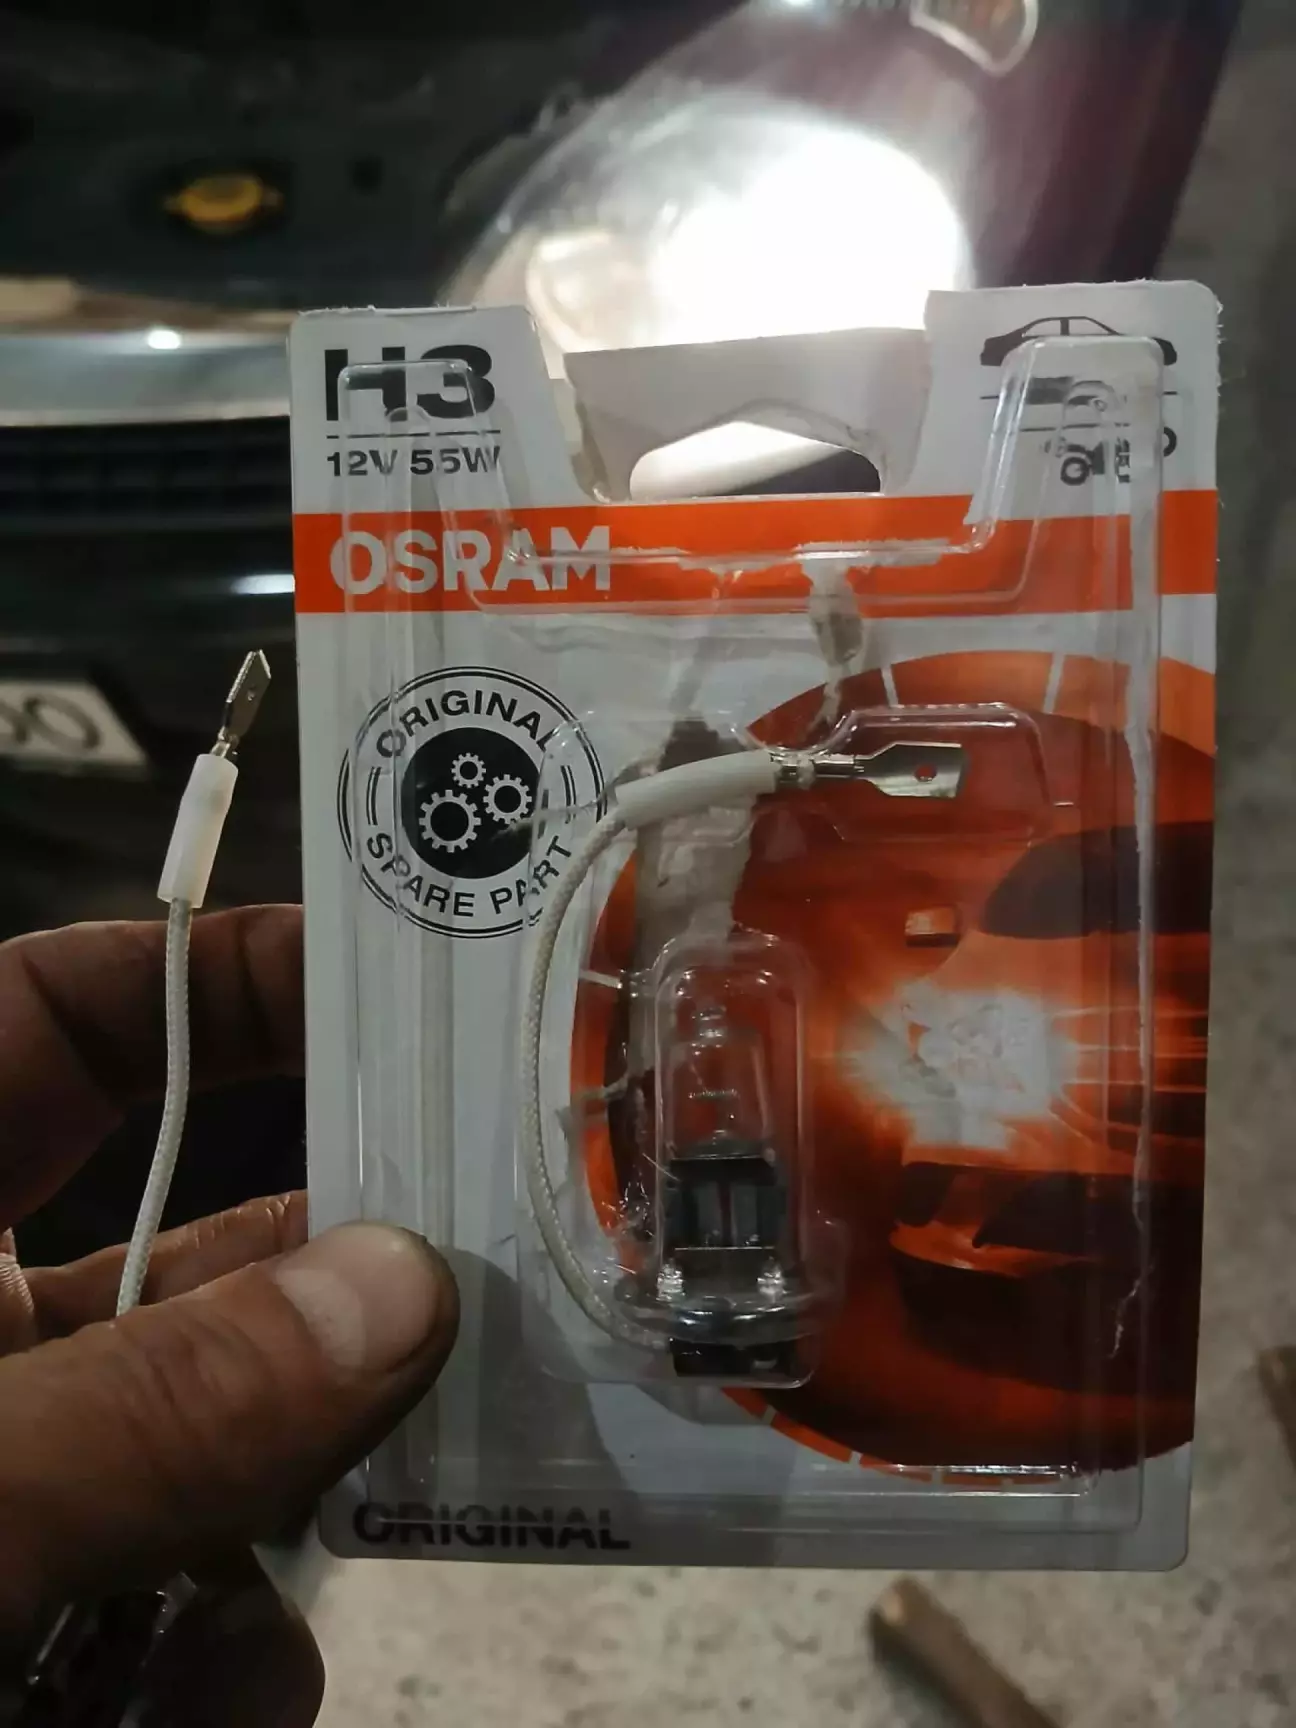 H3
12V 55W
OSRAM
ORIGINAL
SPARE PART
ORIGINAL